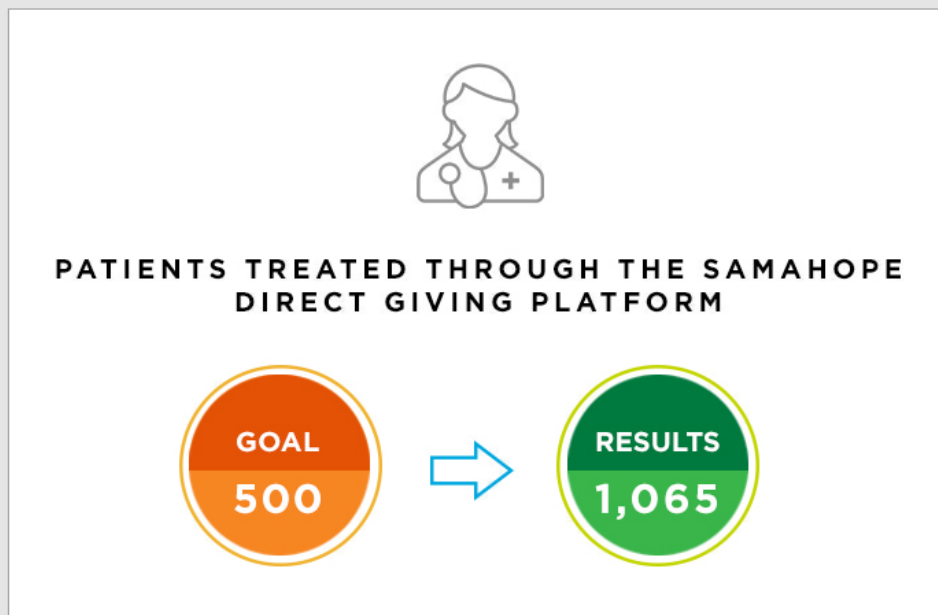 PATIENTS TREATED THROUGH THE SAMAHOPE
DIRECT GIVING PLATFORM
GOAL
500
RESULTS
1,065